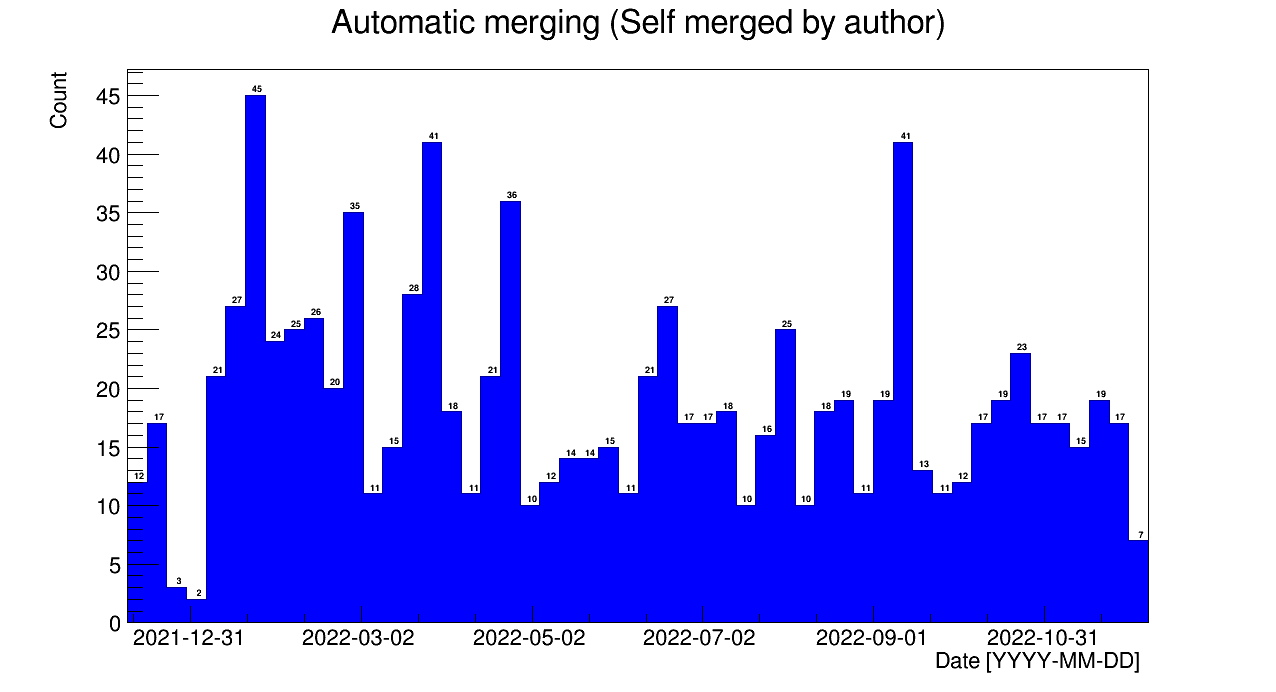 Automatic merging (Self merged by author)
Count
45
40
35
30
25
20
15
10
5
0
12 17 3 2 21 27 45 24 25 26 20 35 11 15 28 41 18 11 21 36 10 12 14 14 15 11 21 27 17 17 18 10 16 25 10 18 19 11 19 41 13 11 12 17 19 23 17 17 15 19 17 7
2021-12-31 2022-03-02 2022-05-02 2022-07-02 2022-09-01 2022-10-31
Date [YYYY-MM-DD]